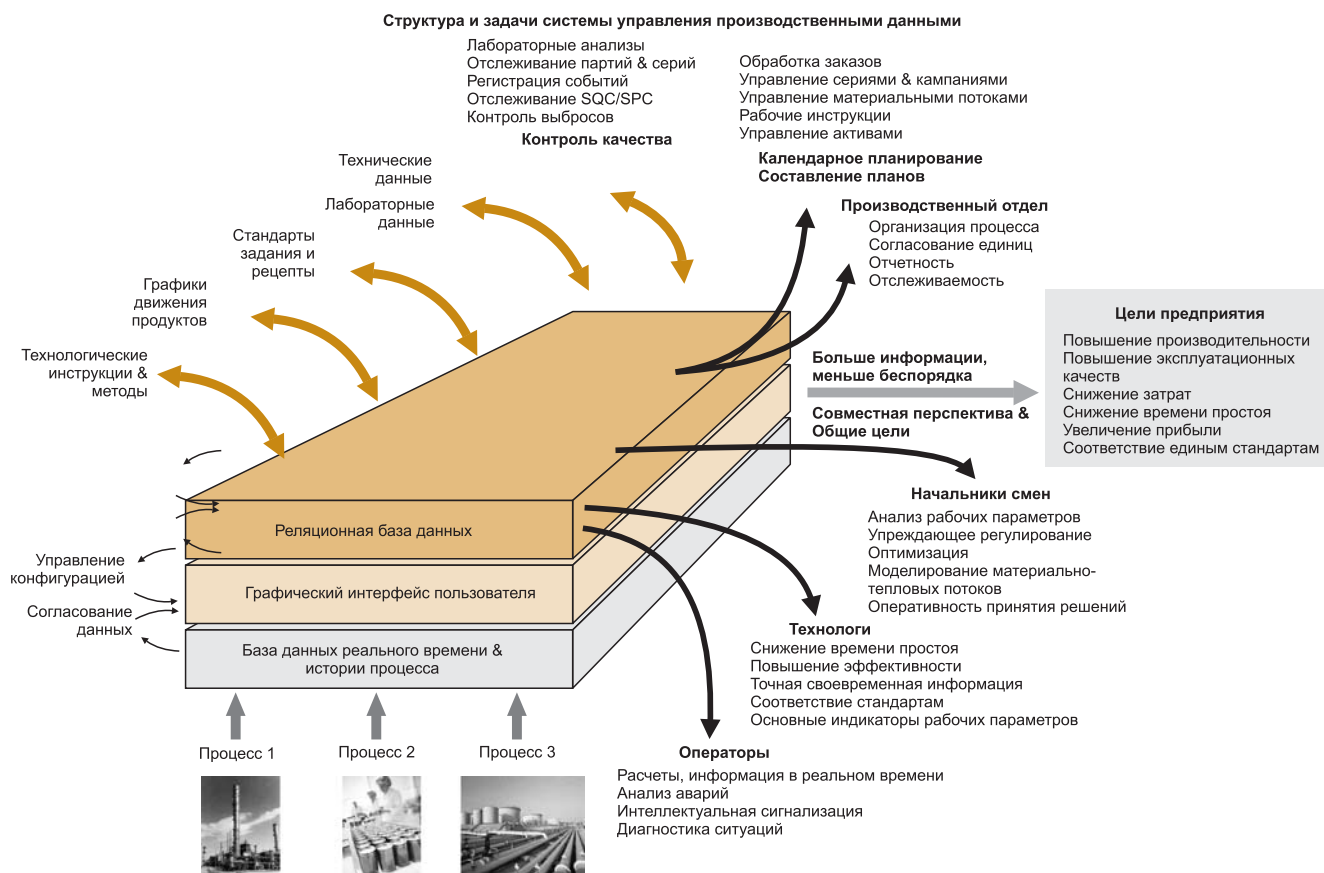 Структура и задачи системы управления производственными данными
Лабораторные анализы
Отслеживание партий & серий
Регистрация событий
Отслеживание SQC/SPC
Контроль выбросов
Контроль качества
Обработка заказов
Управление сериями & кампаниями
Управление материальными потоками
Рабочие инструкции
Управление активами
Календарное планирование
Составление планов
Технические
данные
Лабораторные
данные
Стандарты
задания и
рецепты
Графики
движения
продуктов
Технологические
инструкции &
методы
Производственный отдел
Организация процесса
Согласование единиц
Отчетность
Отслеживаемость
Больше информации,
меньше беспорядка
Совместная перспектива &
Общие цели
Цели предприятия
Повышение производительности
Повышение эксплуатационных
качеств
Снижение затрат
Снижение времени простоя
Увеличение прибыли
Соответствие единым стандартам
Реляционная база данных
Графический интерфейс пользователя
База данных реального времени &
истории процесса
Управление
конфигурацией
Согласование
данных
Начальники смен
Анализ рабочих параметров
Упреждающее регулирование
Оптимизация
Моделирование материально-
тепловых потоков
Оперативность принятия решений
Технологи
Снижение времени простоя
Повышение эффективности
Точная своевременная информация
Соответствие стандартам
Основные индикаторы рабочих параметров
Операторы
Расчеты, информация в реальном времени
Анализ аварий
Интеллектуальная сигнализация
Диагностика ситуаций
Процесс 1
Процесс 2
Процесс 3